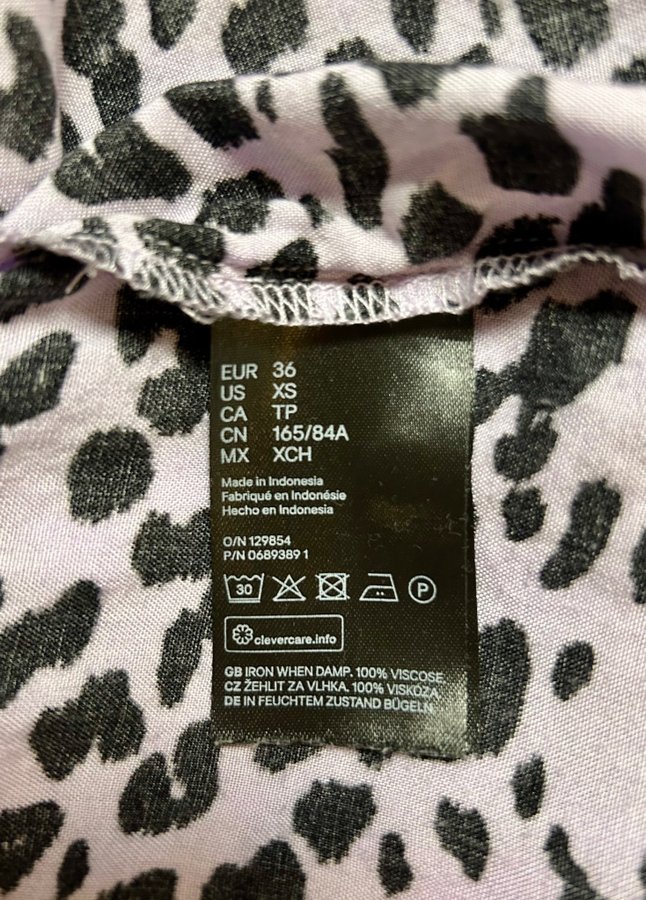 EUR 36
US XS
CA TP
CN 165/84A
MX XCH
Made in Indonesia
Fabriqué en Indonésie
Hecho en Indonesia
O/N 129854
P/N 0689389 1
30 P
clevercare.info
GB IRON WHEN DAMP. 100% VISCOSE.
CZ ŽEHLIT ZA VLHKA. 100% VISKÓZA.
DE IN FEUCHTEM ZUSTAND BÜGELN.